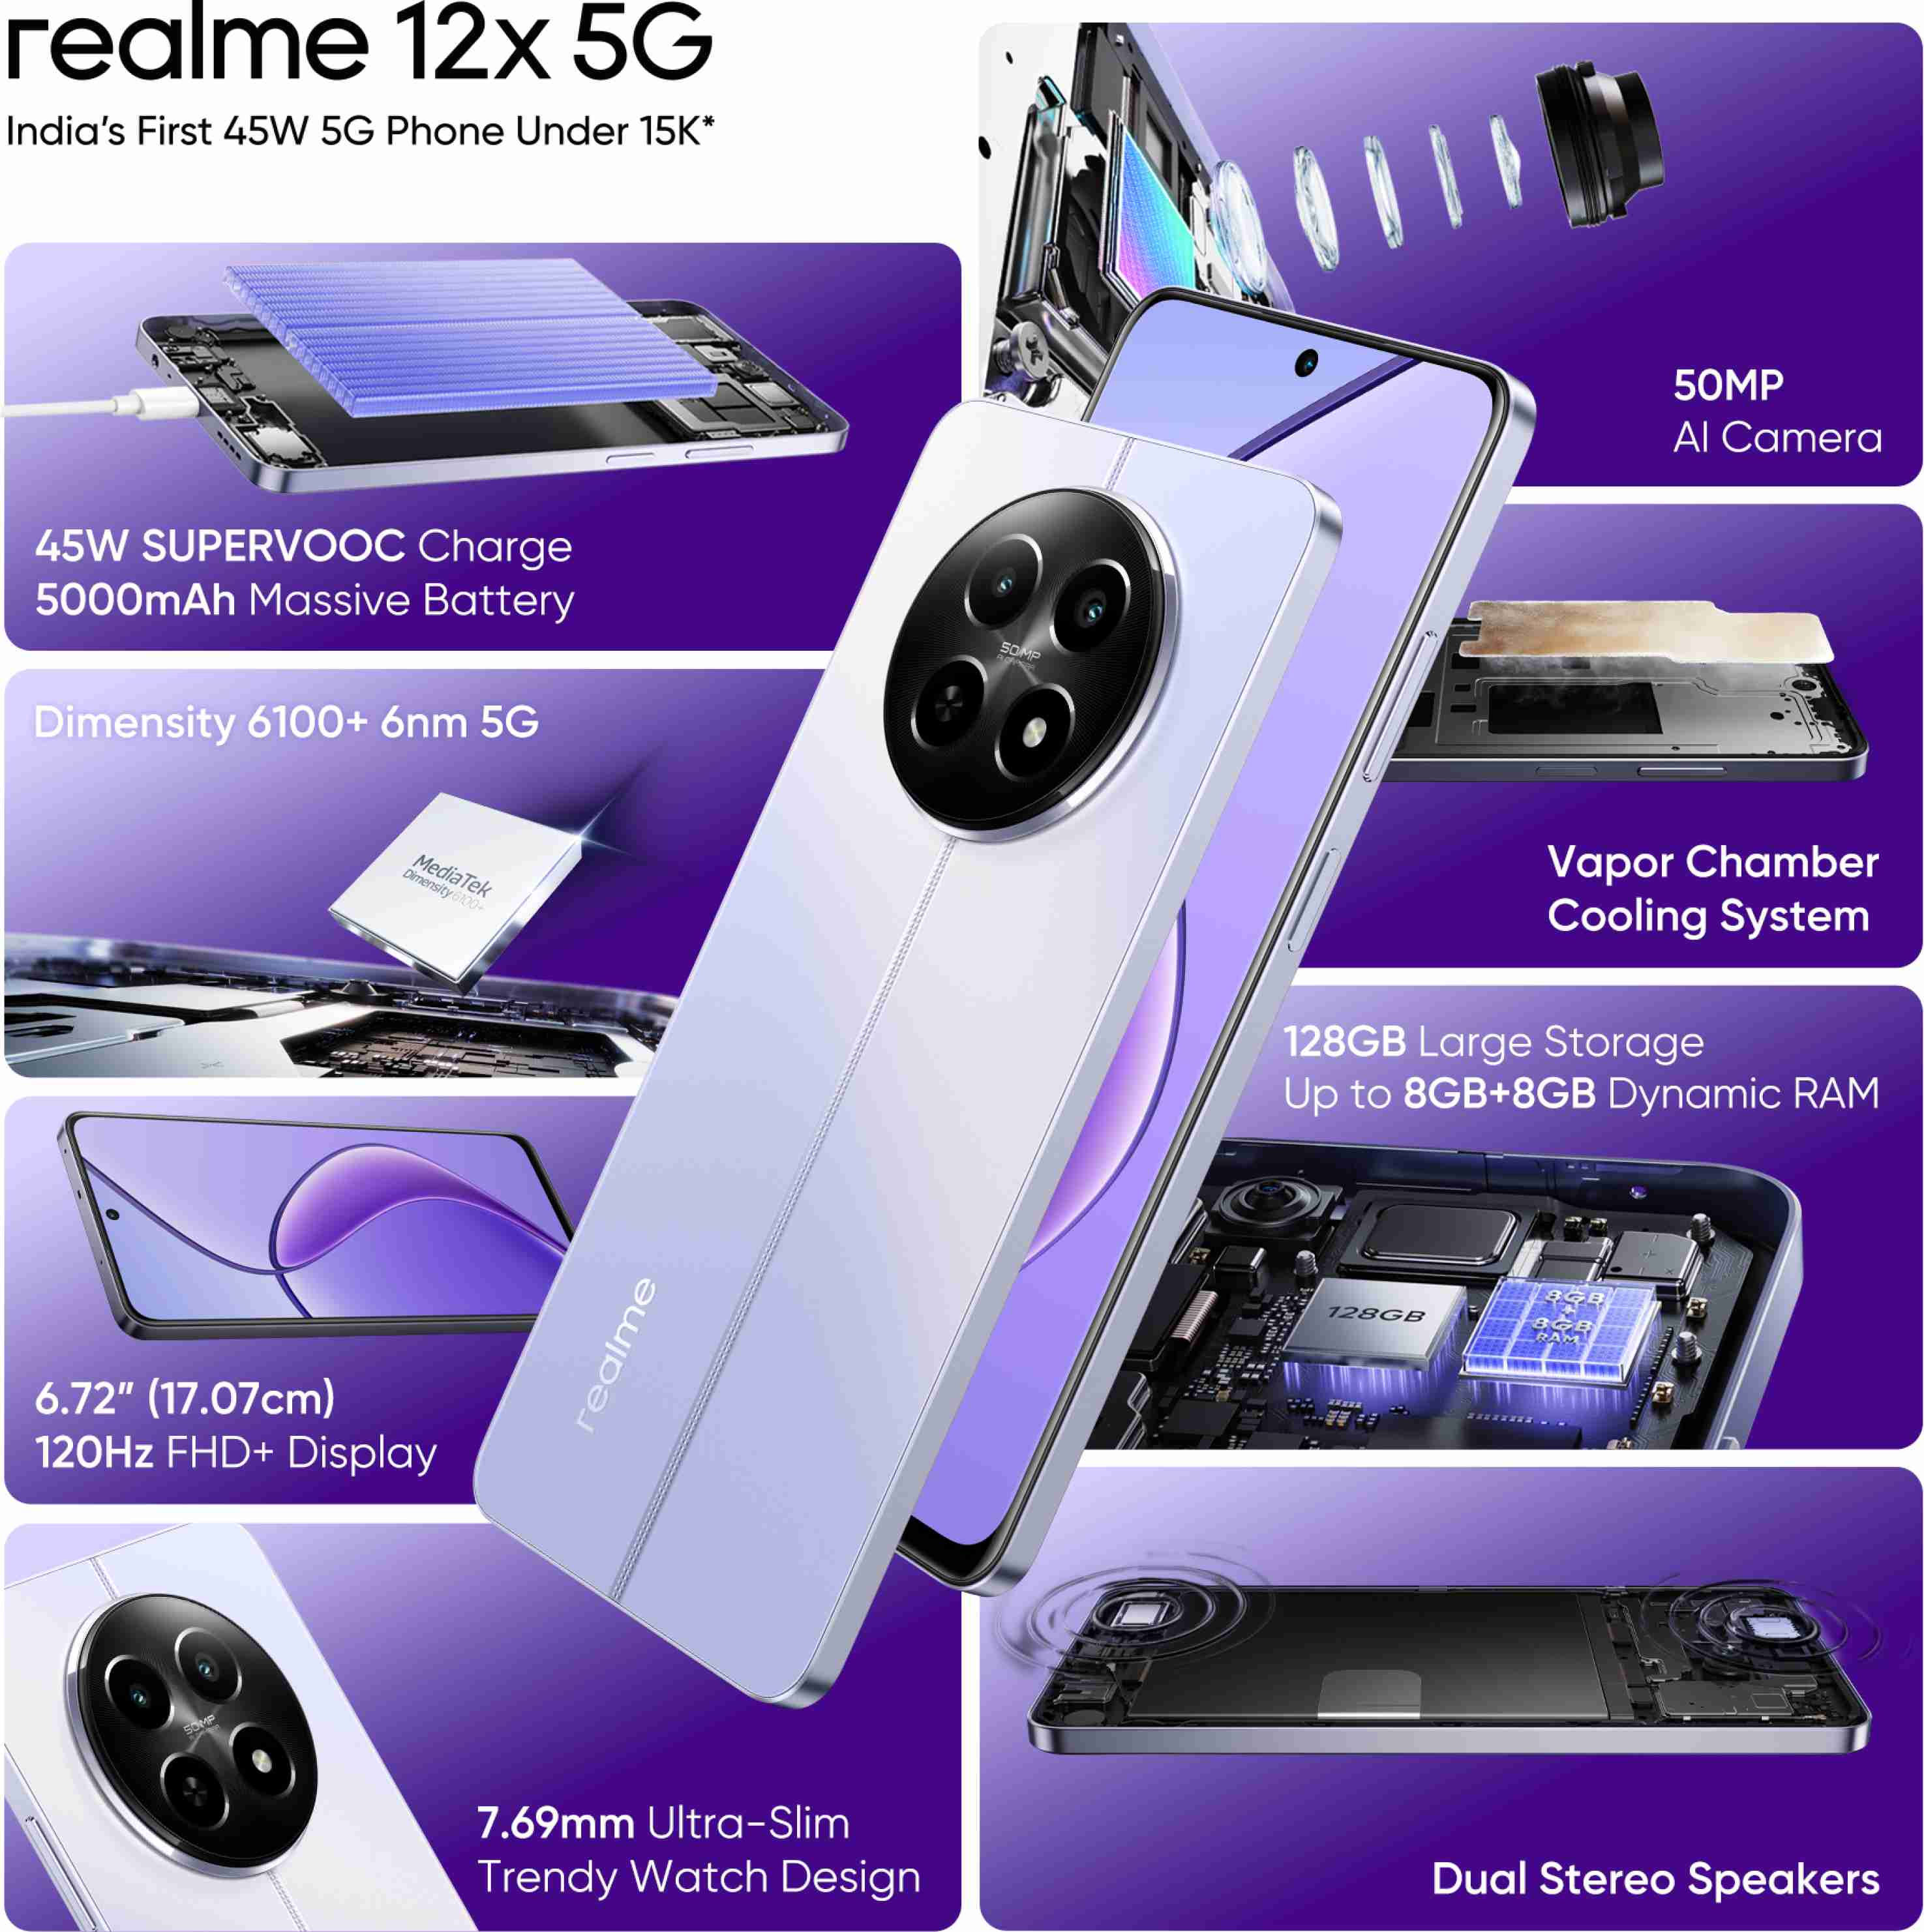 realme 12x 5G
India's First 45W 5G Phone Under 15K*
45W SUPERVOOC Charge
5000mAh Massive Battery
Dimensity 6100+ 6nm 5G
MediaTek
Dimensity 6100+
6.72" (17.07cm)
120Hz FHD+ Display
50MP
7.69mm Ultra-Slim
Trendy Watch Design
50MP
realme
50MP
AI Camera
Vapor Chamber
Cooling System
128GB Large Storage
Up to 8GB+8GB Dynamic RAM
128GB
8GB
+
8GB
RAM
Dual Stereo Speakers